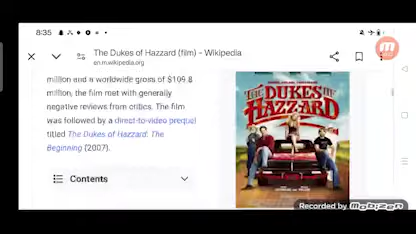 8:35
The Dukes of Hazzard (film) – Wikipedia
en.m.wikipedia.org
million and a worldwide gross of $109.8
million, the film met with generally
negative reviews from critics. The film
was followed by a direct-to-video prequel
titled The Dukes of Hazzard: The
Beginning (2007).
Contents
THE DUKES OF
HAZZARD
Recorded by Mobizen